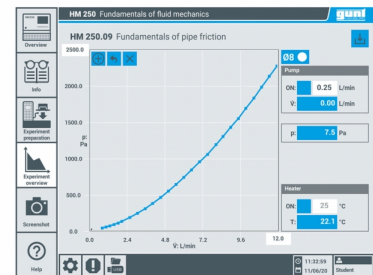 HM 250 Fundamentals of fluid mechanics
gunt
HM 250.09 Fundamentals of pipe friction
Overview
Info
Experiment
preparation
Experiment
overview
Screenshot
Help
2500.0
2000.0
p:
Pa
1500.0
1000.0
500.0
0.0
0.0 2.4 4.8 7.2 9.6 12.0
V̇: L/min
Ø8
Pump
ON: 0.25 L/min
V̇: 0.00 L/min
p: 7.5 Pa
Heater
ON: 25 °C
T: 22.1 °C
11:32:59
11/06/20
Student